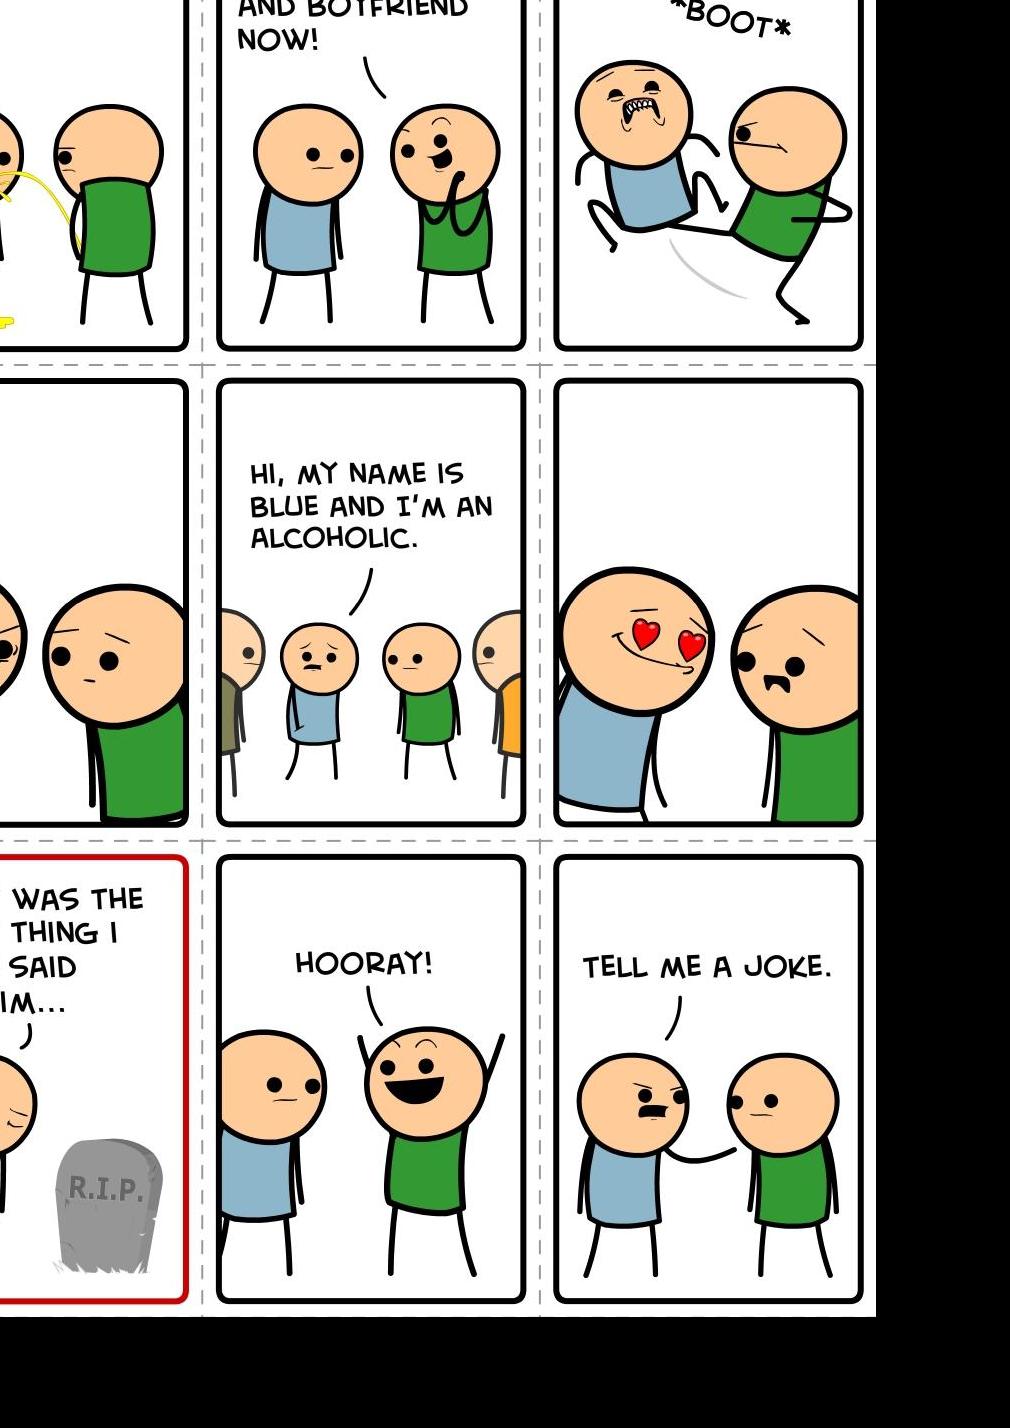 AND BOYFRIEND
NOW!
*BOOT*
HI, MY NAME IS
BLUE AND I'M AN
ALCOHOLIC.
WAS THE
THING I
SAID
IM...
R.I.P.
HOORAY!
TELL ME A JOKE.